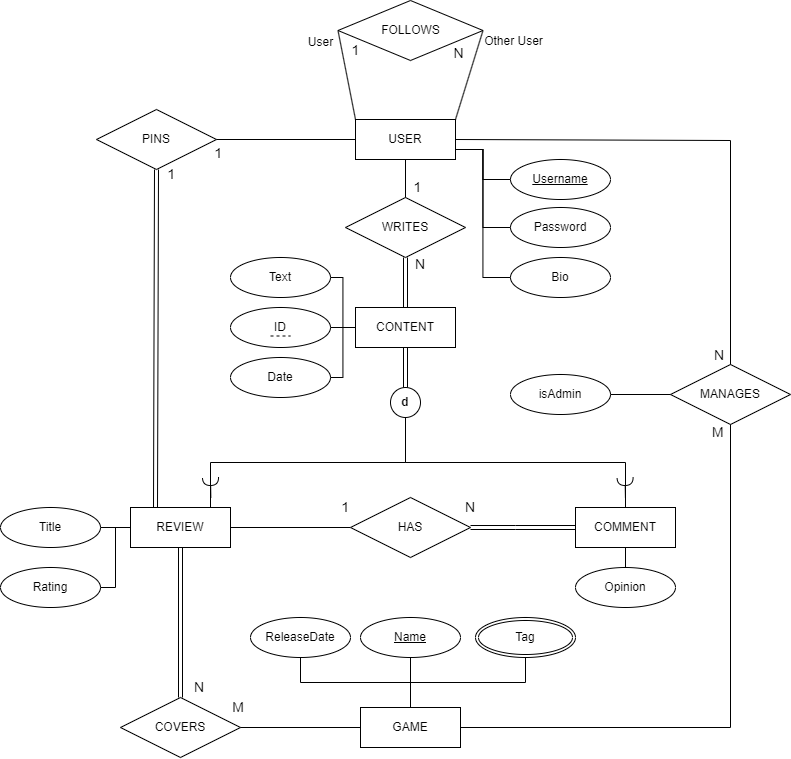 FOLLOWS
User
1
N
Other User
PINS
USER
1
1
1
Username
WRITES
Password
N
Text
Bio
ID
CONTENT
Date
N
isAdmin
MANAGES
d
M
1
N
Title
REVIEW
HAS
COMMENT
Rating
Opinion
ReleaseDate
Name
Tag
N
M
COVERS
GAME